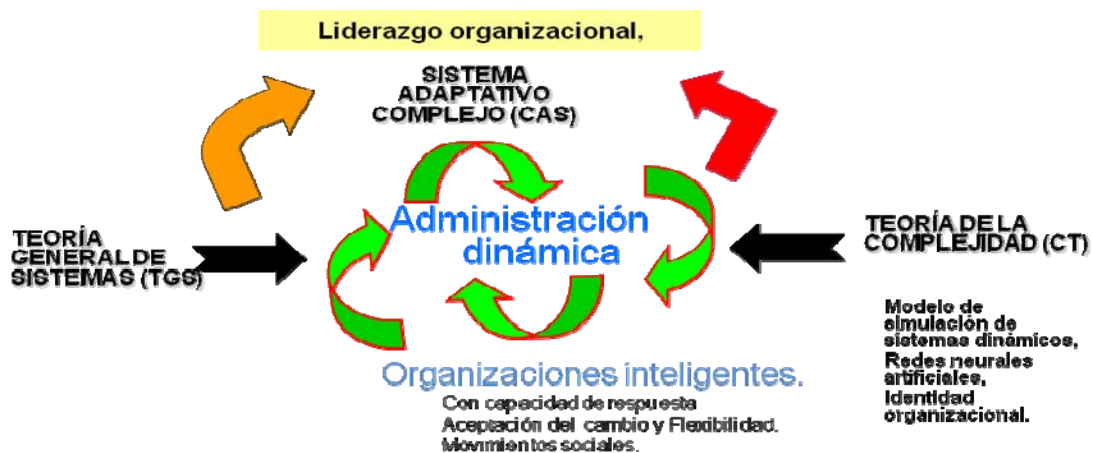 Liderazgo organizacional,
SISTEMA
ADAPTATIVO
COMPLEJO (CAS)
Administración
dinámica
TEORÍA
GENERAL DE
SISTEMAS (TGS)
TEORÍA DE LA
COMPLEJIDAD (CT)
Modelo de
simulación de
sistemas dinámicos,
Redes neurales
artificiales,
Identidad
organizacional.
Organizaciones inteligentes.
Con capacidad de respuesta
Aceptación del cambio y Flexibilidad.
Movimientos sociales.